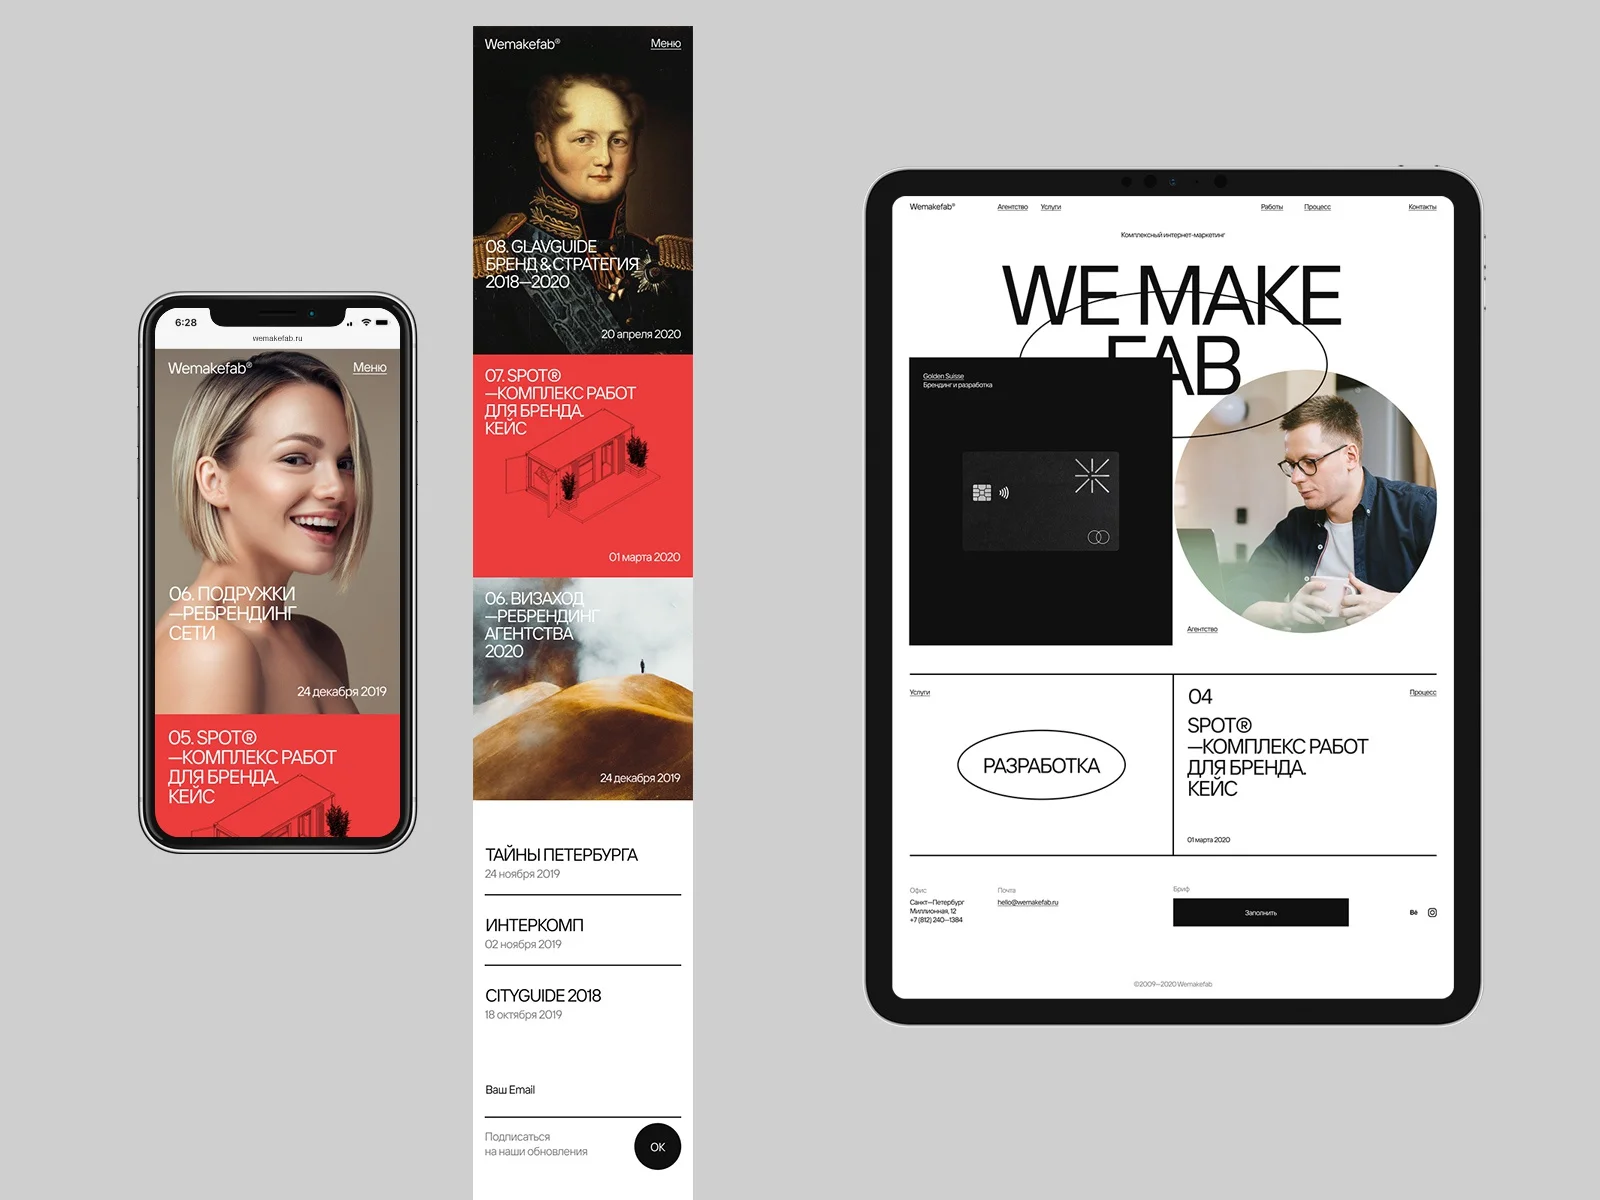 6:28
wemakefab.ru
Wemakefab®
Меню
06. ПОДРУЖКИ
—РЕБРЕНДИНГ
СЕТИ
24 декабря 2019
05. SPOT®
—КОМПЛЕКС РАБОТ
ДЛЯ БРЕНДА.
КЕЙС
Wemakefab®
Меню
08. GLAVGUIDE
БРЕНД & СТРАТЕГИЯ
2018—2020
20 апреля 2020
07. SPOT®
—КОМПЛЕКС РАБОТ
ДЛЯ БРЕНДА.
КЕЙС
01 марта 2020
06. ВИЗАХОД
—РЕБРЕНДИНГ
АГЕНТСТВА
2020
24 декабря 2019
ТАЙНЫ ПЕТЕРБУРГА
24 ноября 2019
ИНТЕРКОМП
02 ноября 2019
CITYGUIDE 2018
18 октября 2019
Ваш Email
Подписаться
на наши обновления
ОК
Wemakefab®
Агентство
Услуги
Работы
Процесс
Контакты
Комплексный интернет-маркетинг
WE MAKE
FAB
Golden Suisse
Брендинг и разработка
Агентство
Услуги
РАЗРАБОТКА
04
Процесс
SPOT®
—КОМПЛЕКС РАБОТ
ДЛЯ БРЕНДА.
КЕЙС
01 марта 2020
Офис
Санкт—Петербург
Миллионная, 12
+7 (812) 240—1384
Почта
hello@wemakefab.ru
Бриф
Заполнить
Bē
©2009—2020 Wemakefab